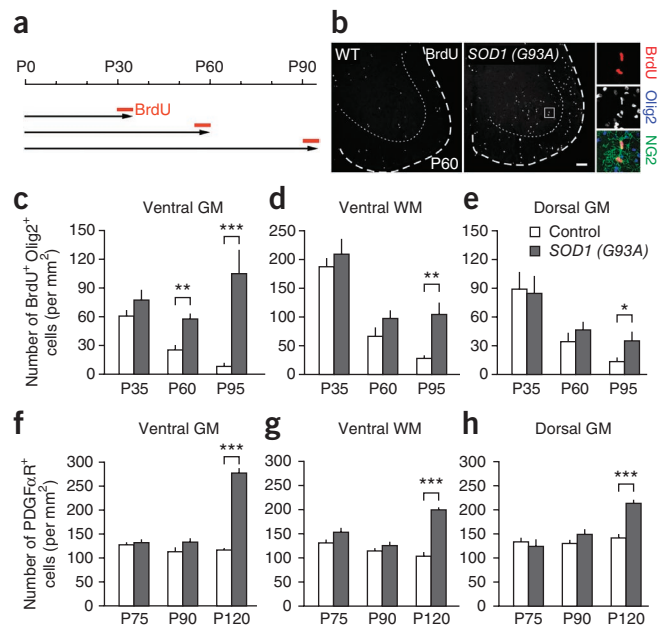 a
P0 P30 P60 P90
BrdU
b
WT BrdU
SOD1 (G93A)
P60
BrdU
Olig2
NG2
c
Ventral GM
Number of BrdU+ Olig2+
cells (per mm2)
150
120
90
60
30
0
**
***
P35 P60 P95
d
Ventral WM
250
200
150
100
50
0
**
P35 P60 P95
e
Dorsal GM
Control
SOD1 (G93A)
150
120
90
60
30
0
*
P35 P60 P95
f
Ventral GM
Number of PDGFαR+
cells (per mm2)
300
250
200
150
100
50
0
***
P75 P90 P120
g
Ventral WM
300
250
200
150
100
50
0
***
P75 P90 P120
h
Dorsal GM
300
250
200
150
100
50
0
***
P75 P90 P120